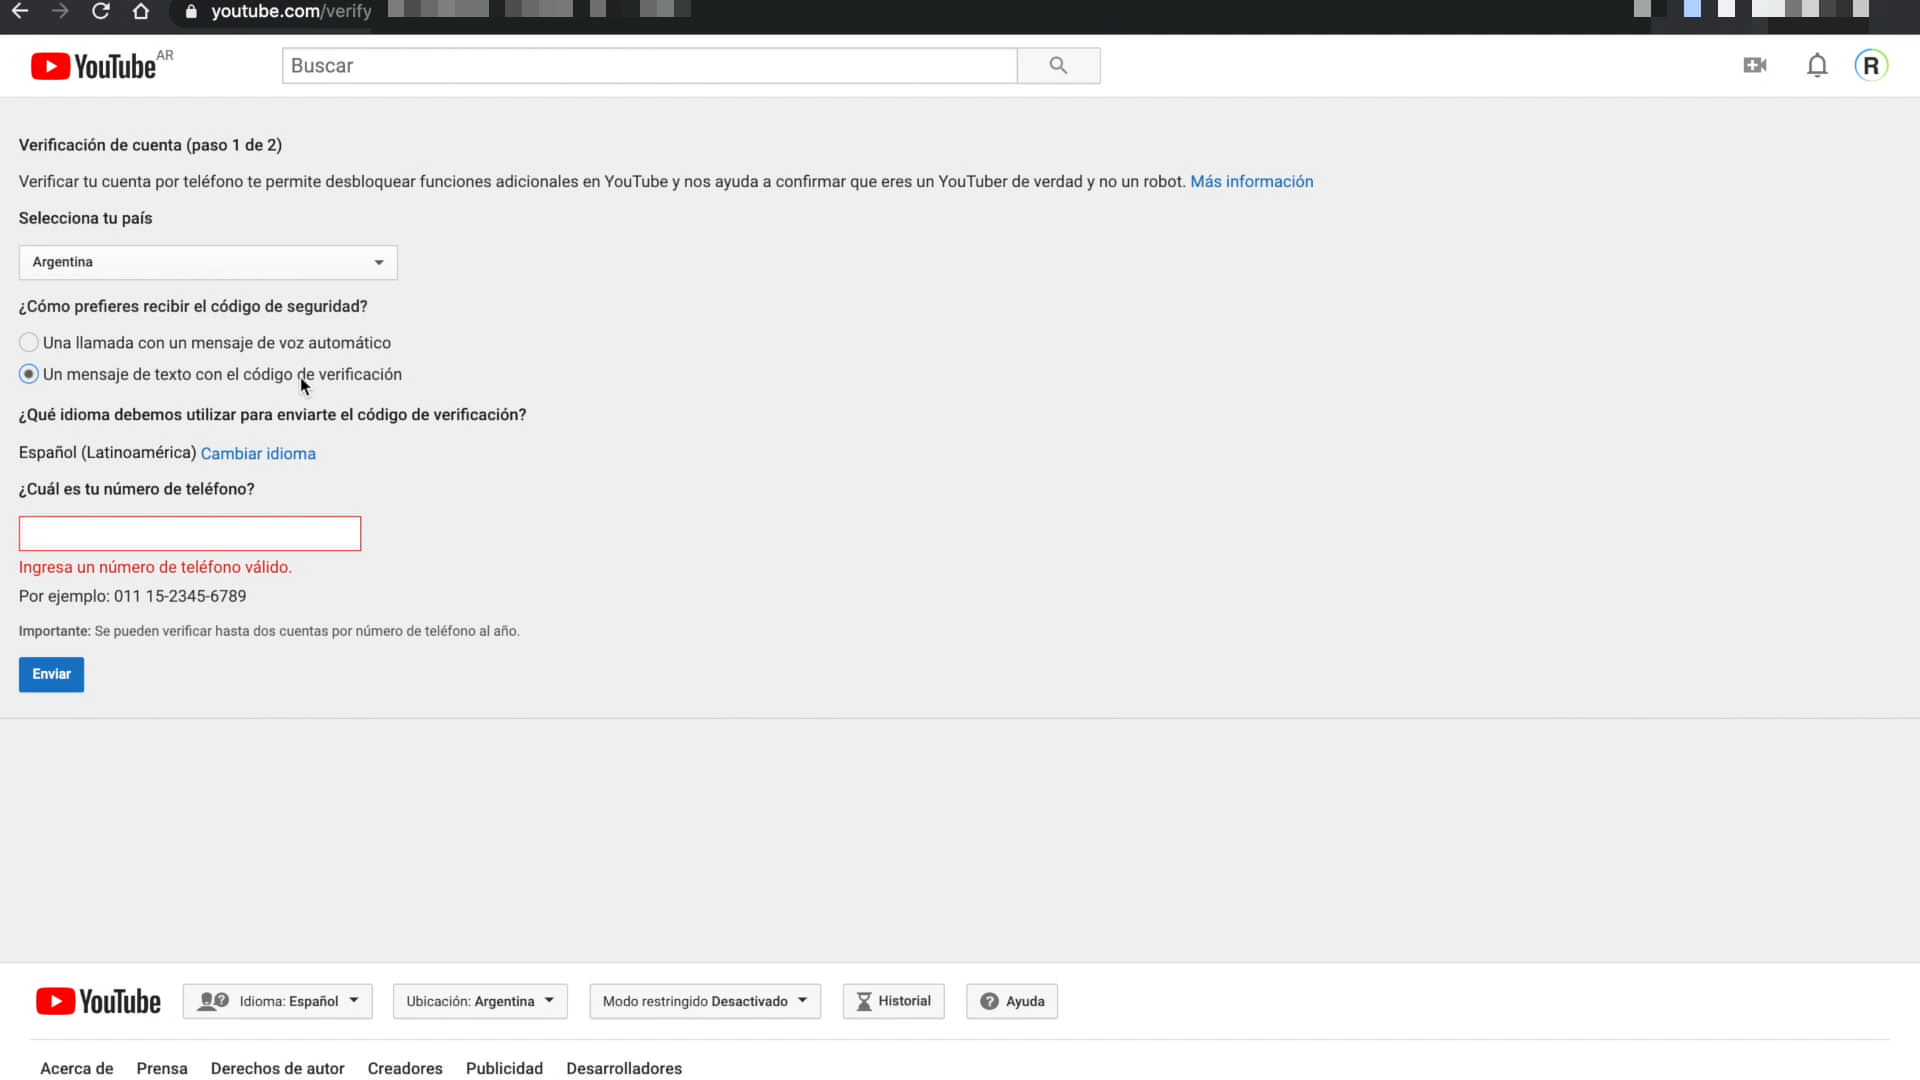 youtube.com/verify
YouTube AR
Buscar
R
Verificación de cuenta (paso 1 de 2)
Verificar tu cuenta por teléfono te permite desbloquear funciones adicionales en YouTube y nos ayuda a confirmar que eres un YouTuber de verdad y no un robot. Más información
Selecciona tu país
Argentina
¿Cómo prefieres recibir el código de seguridad?
Una llamada con un mensaje de voz automático
Un mensaje de texto con el código de verificación
¿Qué idioma debemos utilizar para enviarte el código de verificación?
Español (Latinoamérica) Cambiar idioma
¿Cuál es tu número de teléfono?
Ingresa un número de teléfono válido.
Por ejemplo: 011 15-2345-6789
Importante: Se pueden verificar hasta dos cuentas por número de teléfono al año.
Enviar
YouTube Idioma: Español Ubicación: Argentina Modo restringido Desactivado Historial Ayuda
Acerca de Prensa Derechos de autor Creadores Publicidad Desarrolladores